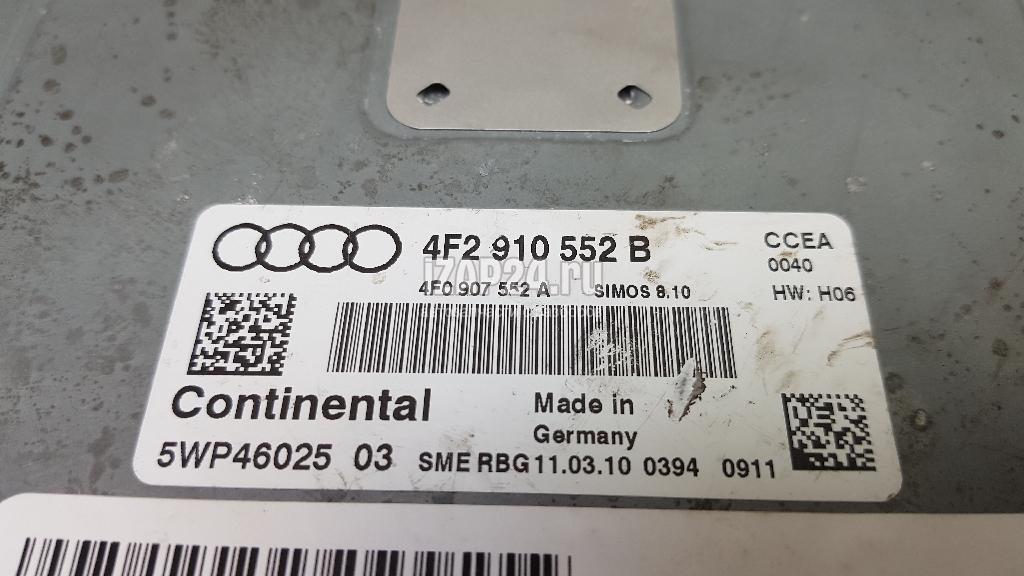 4F2 910 552 B
CCEA
0040
4F0 907 552 A SIMOS 8.10
HW: H06
IZAP24.ru
Continental
Made in
Germany
5WP46025 03
SME RBG 11.03.10 0394 0911